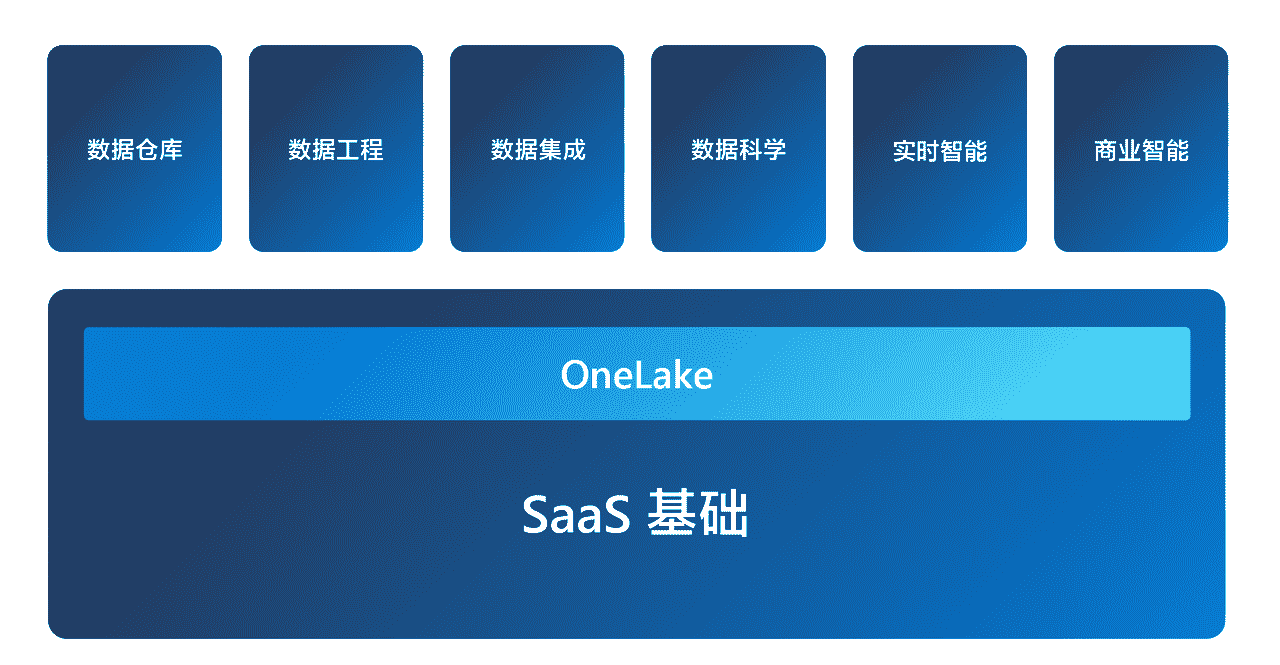 数据仓库
数据工程
数据集成
数据科学
实时智能
商业智能
OneLake
SaaS 基础